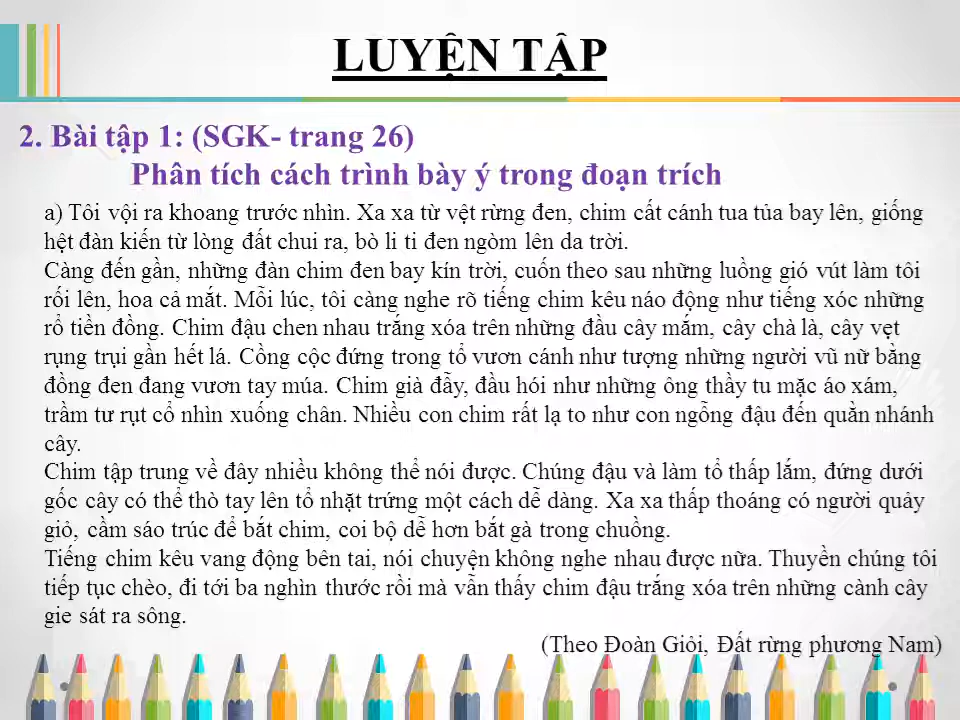 LUYỆN TẬP
2. Bài tập 1: (SGK- trang 26)
Phân tích cách trình bày ý trong đoạn trích
a) Tôi vội ra khoang trước nhìn. Xa xa từ vệt rừng đen, chim cất cánh tua tủa bay lên, giống
hệt đàn kiến từ lòng đất chui ra, bò li ti đen ngòm lên da trời.
Càng đến gần, những đàn chim đen bay kín trời, cuốn theo sau những luồng gió vút làm tôi
rối lên, hoa cả mắt. Mỗi lúc, tôi càng nghe rõ tiếng chim kêu náo động như tiếng xóc những
rổ tiền đồng. Chim đậu chen nhau trắng xóa trên những đầu cây mắm, cây chà là, cây vẹt
rụng trụi gần hết lá. Cồng cộc đứng trong tổ vươn cánh như tượng những người vũ nữ bằng
đồng đen đang vươn tay múa. Chim già đẫy, đầu hói như những ông thầy tu mặc áo xám,
trầm tư rụt cổ nhìn xuống chân. Nhiều con chim rất lạ to như con ngỗng đậu đến quằn nhánh
cây.
Chim tập trung về đây nhiều không thể nói được. Chúng đậu và làm tổ thấp lắm, đứng dưới
gốc cây có thể thò tay lên tổ nhặt trứng một cách dễ dàng. Xa xa thấp thoáng có người quảy
giỏ, cầm sáo trúc để bắt chim, coi bộ dễ hơn bắt gà trong chuồng.
Tiếng chim kêu vang động bên tai, nói chuyện không nghe nhau được nữa. Thuyền chúng tôi
tiếp tục chèo, đi tới ba nghìn thước rồi mà vẫn thấy chim đậu trắng xóa trên những cành cây
gie sát ra sông.
(Theo Đoàn Giỏi, Đất rừng phương Nam)